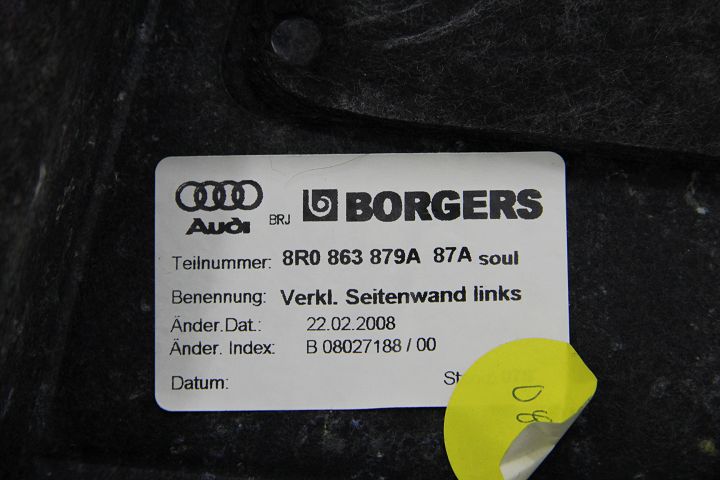 Audi BRJ BORGERS
Teilnummer: 8R0 863 879A 87A soul
Benennung: Verkl. Seitenwand links
Änder.Dat.: 22.02.2008
Änder. Index: B 08027188 / 00
Datum: